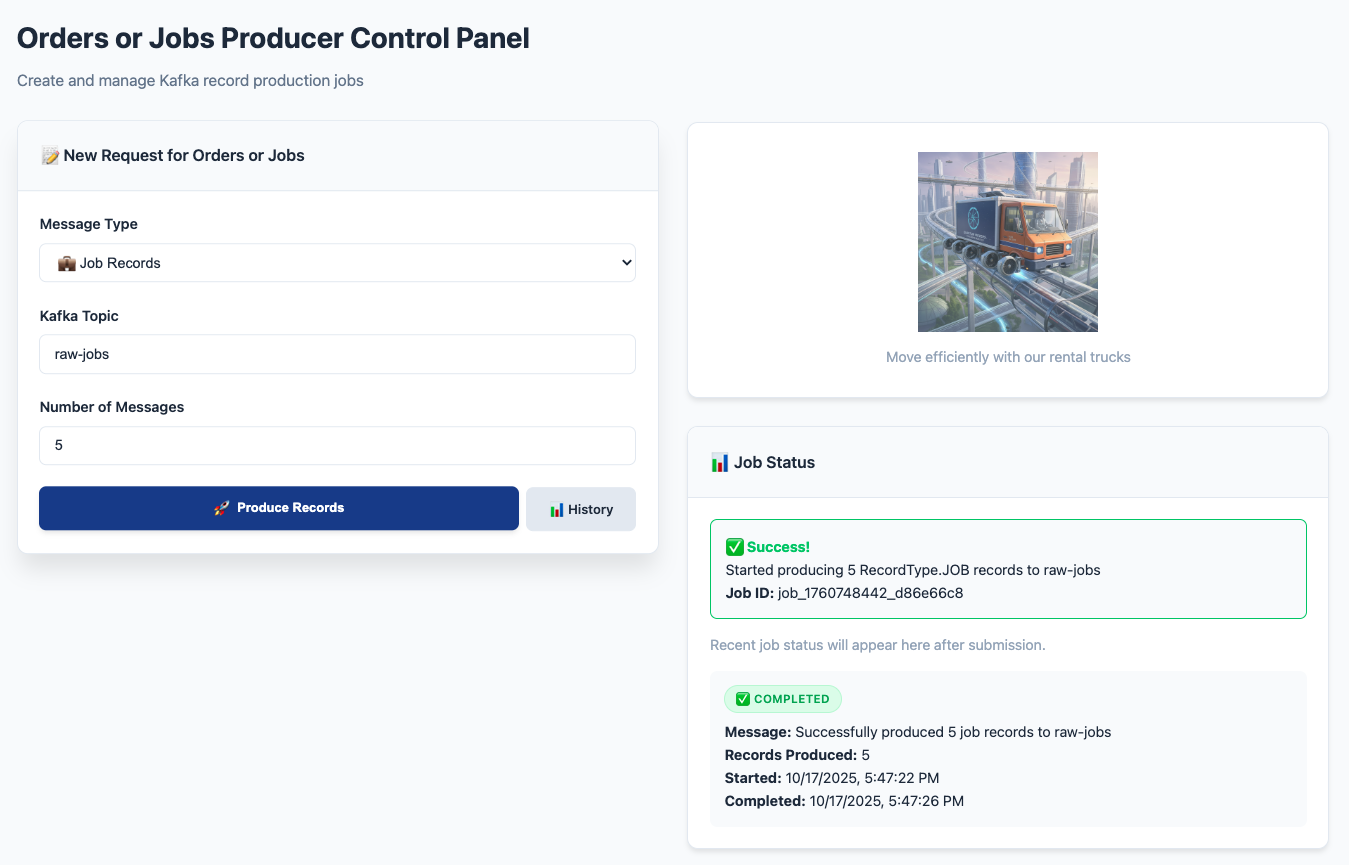 Orders or Jobs Producer Control Panel
Create and manage Kafka record production jobs
📝 New Request for Orders or Jobs
Message Type
💼 Job Records
Kafka Topic
raw-jobs
Number of Messages
5
🚀 Produce Records
📊 History
Move efficiently with our rental trucks
📊 Job Status
✅ Success!
Started producing 5 RecordType.JOB records to raw-jobs
Job ID: job_1760748442_d86e66c8
Recent job status will appear here after submission.
✅ COMPLETED
Message: Successfully produced 5 job records to raw-jobs
Records Produced: 5
Started: 10/17/2025, 5:47:22 PM
Completed: 10/17/2025, 5:47:26 PM